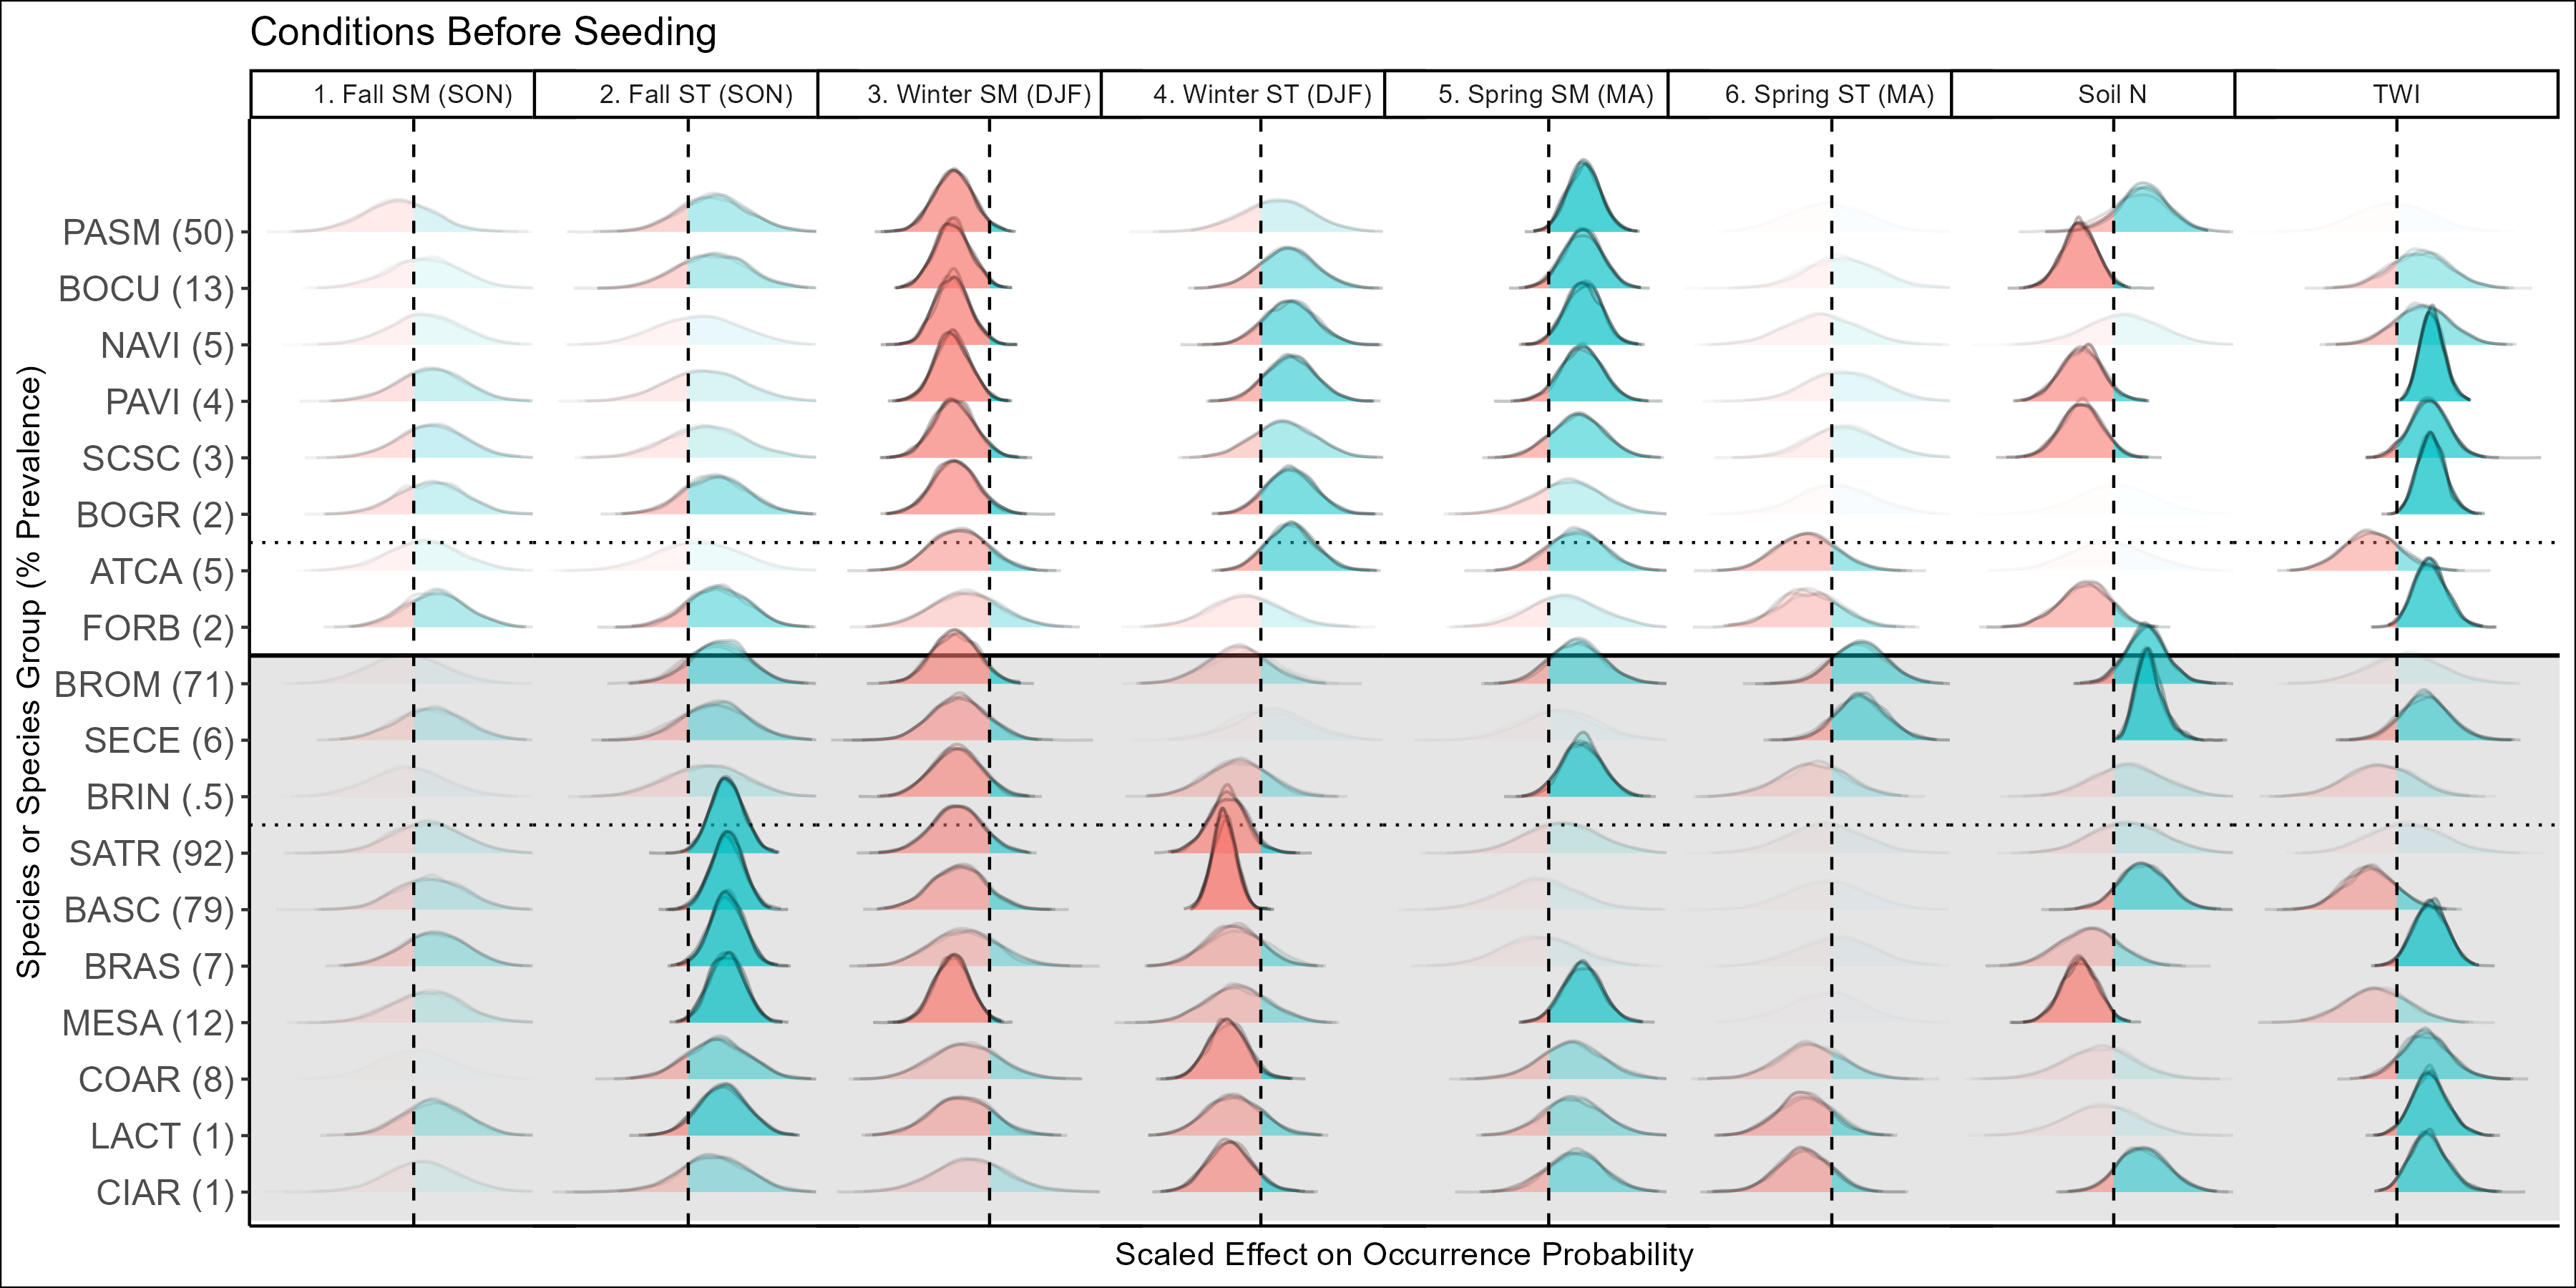 Conditions Before Seeding
1. Fall SM (SON)
2. Fall ST (SON)
3. Winter SM (DJF)
4. Winter ST (DJF)
5. Spring SM (MA)
6. Spring ST (MA)
Soil N
TWI
Species or Species Group (% Prevalence)
PASM (50)
BOCU (13)
NAVI (5)
PAVI (4)
SCSC (3)
BOGR (2)
ATCA (5)
FORB (2)
BROM (71)
SECE (6)
BRIN (.5)
SATR (92)
BASC (79)
BRAS (7)
MESA (12)
COAR (8)
LACT (1)
CIAR (1)
Scaled Effect on Occurrence Probability